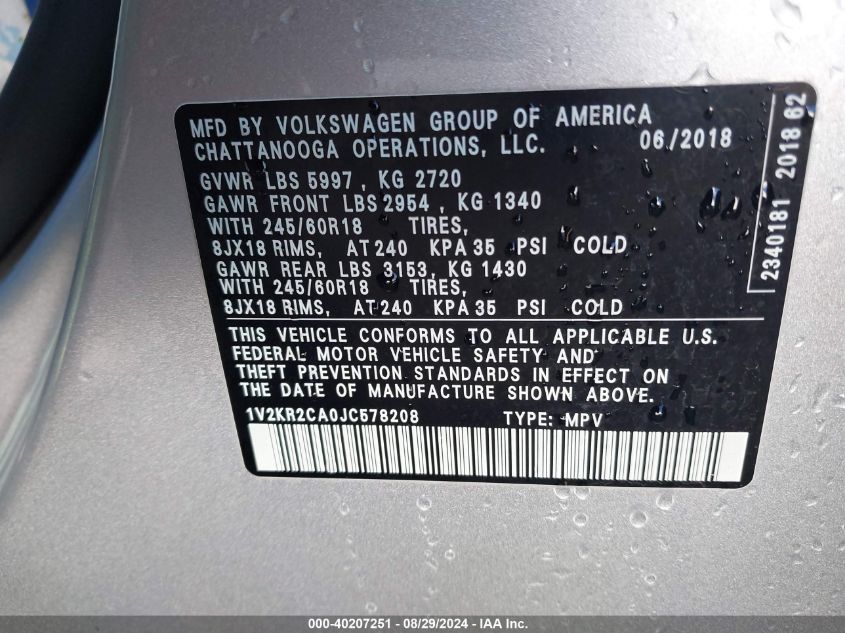 MFD BY VOLKSWAGEN GROUP OF AMERICA
CHATTANOOGA OPERATIONS, LLC. 06/2018
GVWR LBS 5997, KG 2720
GAWR FRONT LBS 2954, KG 1340
WITH 245/60R18 TIRES,
8JX18 RIMS, AT 240 KPA 35 PSI COLD
GAWR REAR LBS 3153, KG 1430
WITH 245/60R18 TIRES,
8JX18 RIMS, AT 240 KPA 35 PSI COLD
THIS VEHICLE CONFORMS TO ALL APPLICABLE U.S.
FEDERAL MOTOR VEHICLE SAFETY AND
THEFT PREVENTION STANDARDS IN EFFECT ON
THE DATE OF MANUFACTURE SHOWN ABOVE.
1V2KR2CA0JC578208 TYPE: MPV
2340181 2018 62
000-40207251 - 08/29/2024 - IAA Inc.